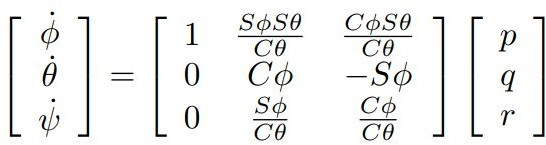 ϕ̇ 1 SϕSθ/Cθ CϕSθ/Cθ p
θ̇ = 0 Cϕ −Sϕ q
ψ̇ 0 Sϕ/Cθ Cϕ/Cθ r